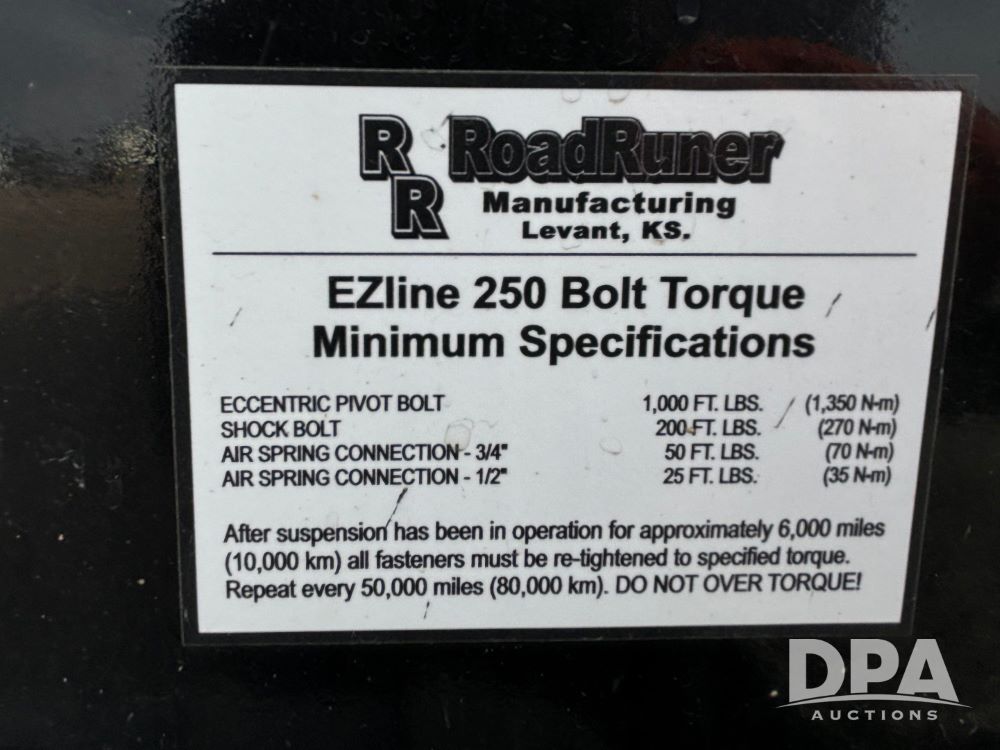 RR RoadRuner
Manufacturing
Levant, KS.
EZline 250 Bolt Torque
Minimum Specifications
ECCENTRIC PIVOT BOLT 1,000 FT. LBS. (1,350 N-m)
SHOCK BOLT 200 FT. LBS. (270 N-m)
AIR SPRING CONNECTION - 3/4" 50 FT. LBS. (70 N-m)
AIR SPRING CONNECTION - 1/2" 25 FT. LBS. (35 N-m)
After suspension has been in operation for approximately 6,000 miles
(10,000 km) all fasteners must be re-tightened to specified torque.
Repeat every 50,000 miles (80,000 km). DO NOT OVER TORQUE!
DPA
AUCTIONS